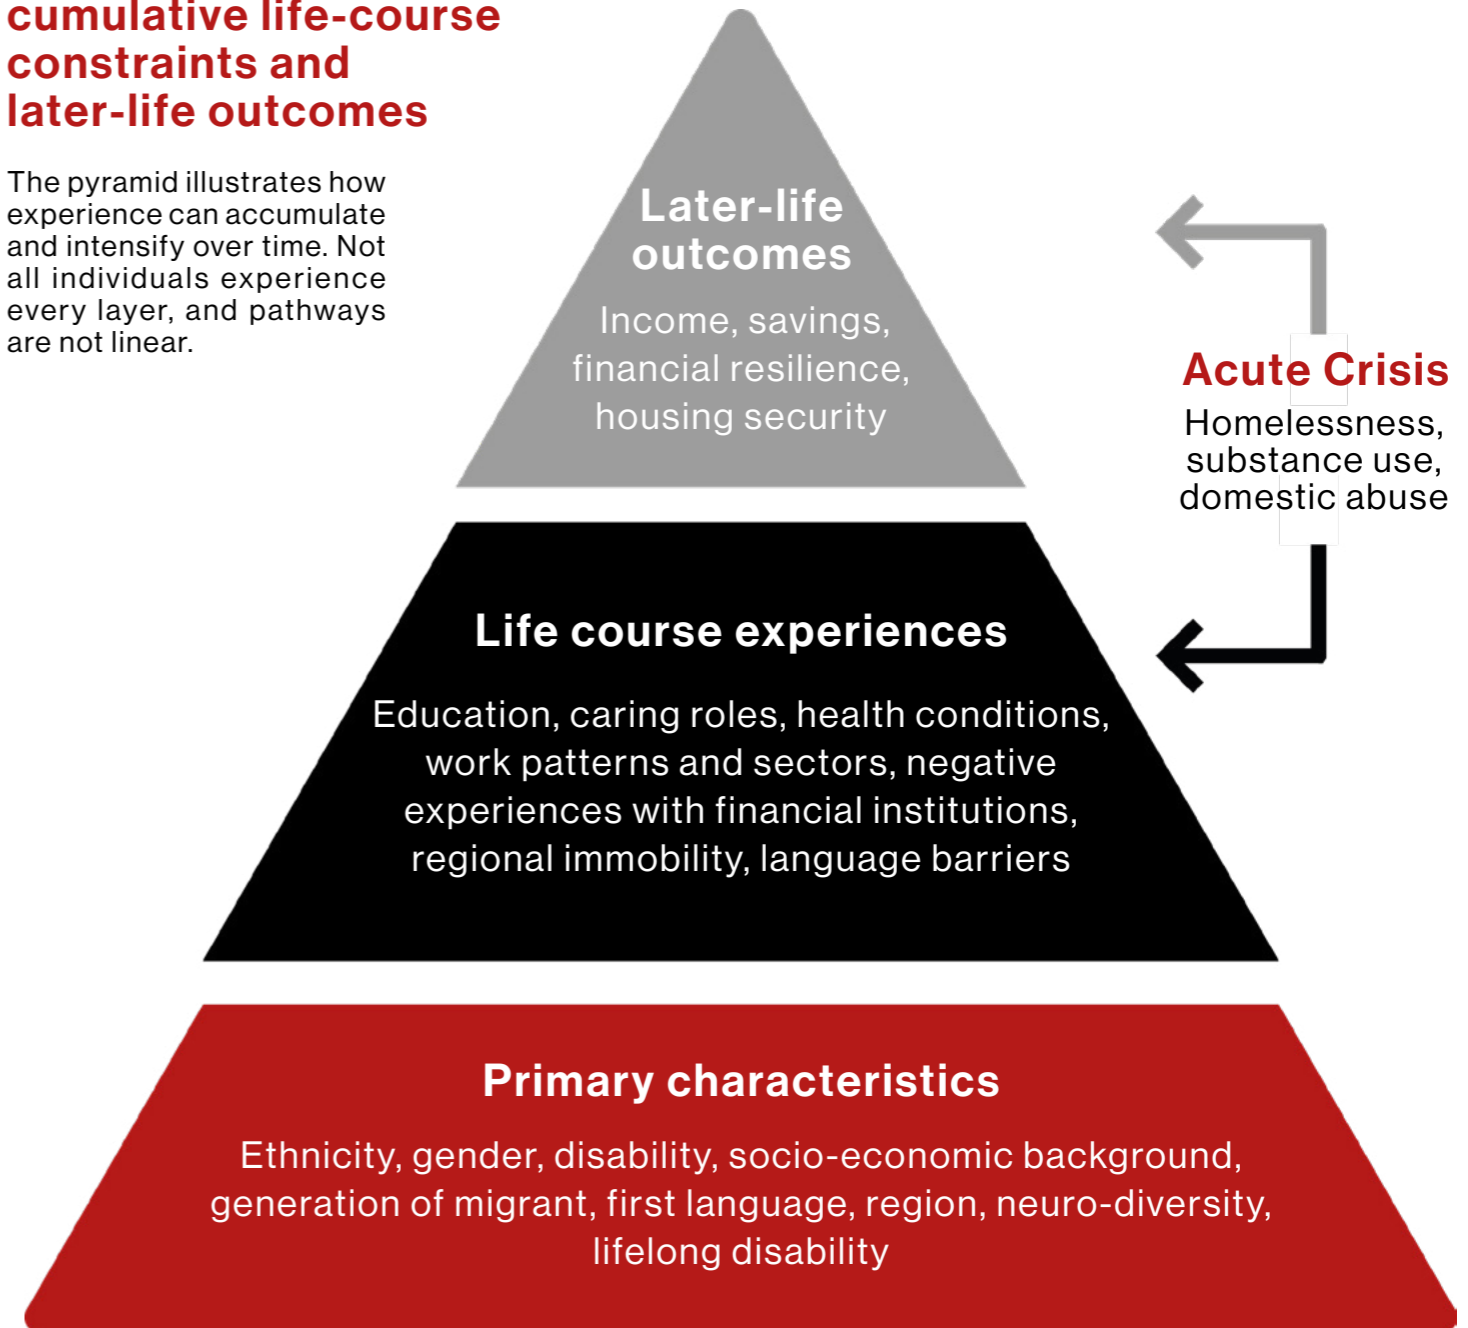 cumulative life-course
constraints and
later-life outcomes
The pyramid illustrates how
experience can accumulate
and intensify over time. Not
all individuals experience
every layer, and pathways
are not linear.
Later-life
outcomes
Income, savings,
financial resilience,
housing security
Acute Crisis
Homelessness,
substance use,
domestic abuse
Life course experiences
Education, caring roles, health conditions,
work patterns and sectors, negative
experiences with financial institutions,
regional immobility, language barriers
Primary characteristics
Ethnicity, gender, disability, socio-economic background,
generation of migrant, first language, region, neuro-diversity,
lifelong disability